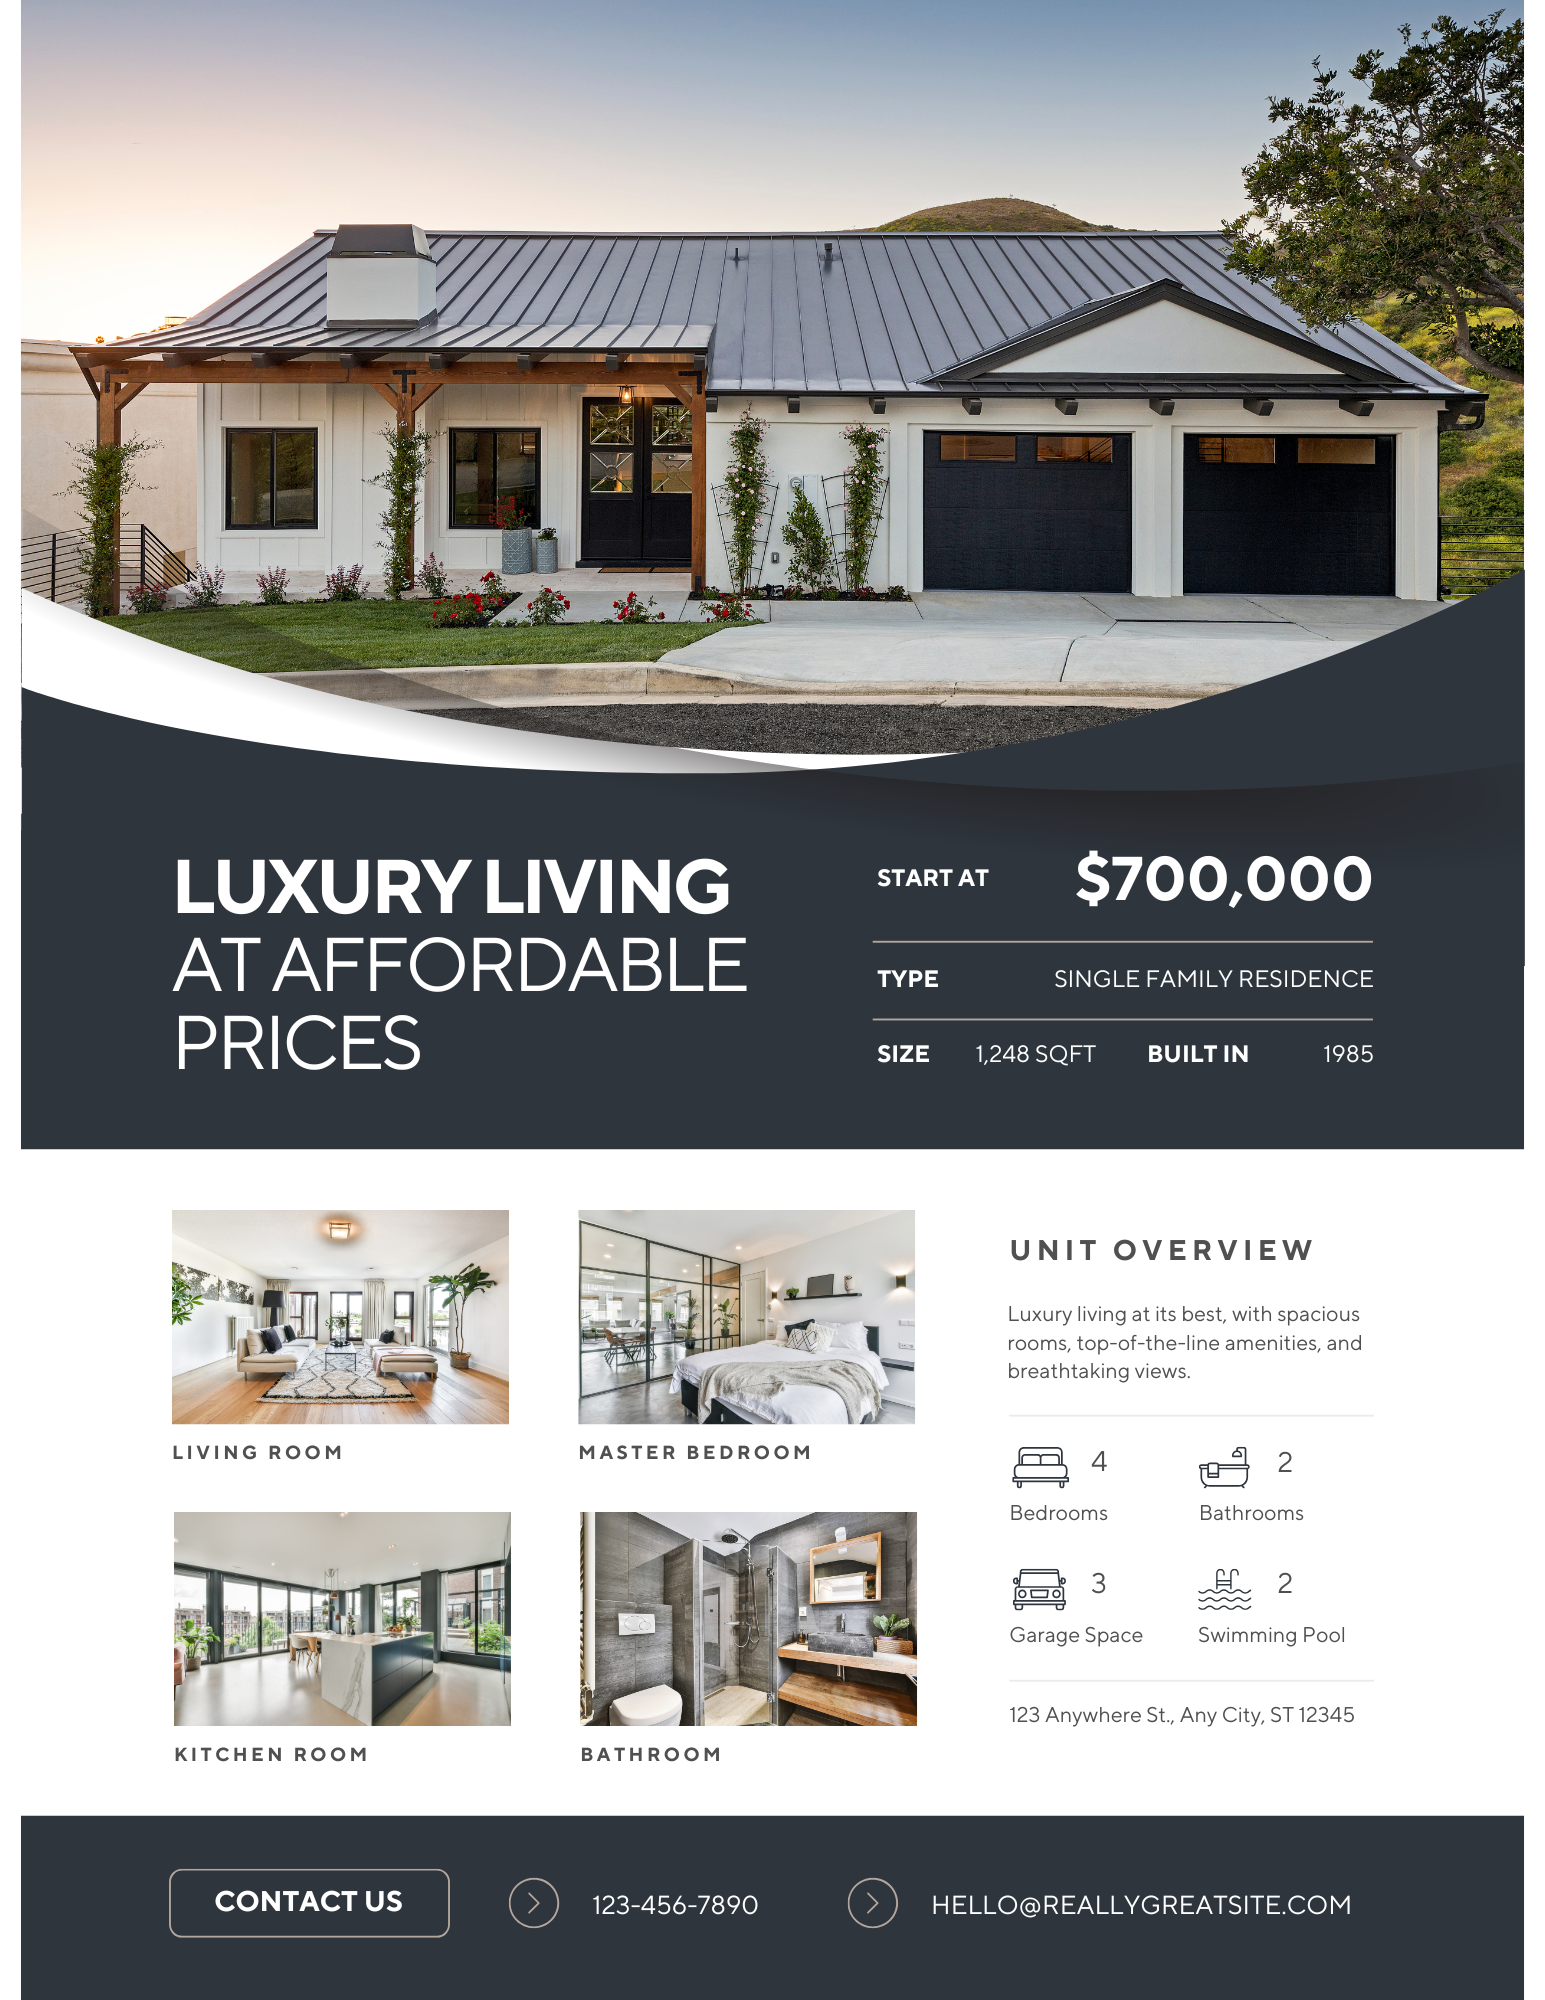 LUXURY LIVING
AT AFFORDABLE
PRICES
START AT $700,000
TYPE SINGLE FAMILY RESIDENCE
SIZE 1,248 SQFT BUILT IN 1985
LIVING ROOM
MASTER BEDROOM
KITCHEN ROOM
BATHROOM
UNIT OVERVIEW
Luxury living at its best, with spacious
rooms, top-of-the-line amenities, and
breathtaking views.
4
Bedrooms
2
Bathrooms
3
Garage Space
2
Swimming Pool
123 Anywhere St., Any City, ST 12345
CONTACT US
123-456-7890
HELLO@REALLYGREATSITE.COM